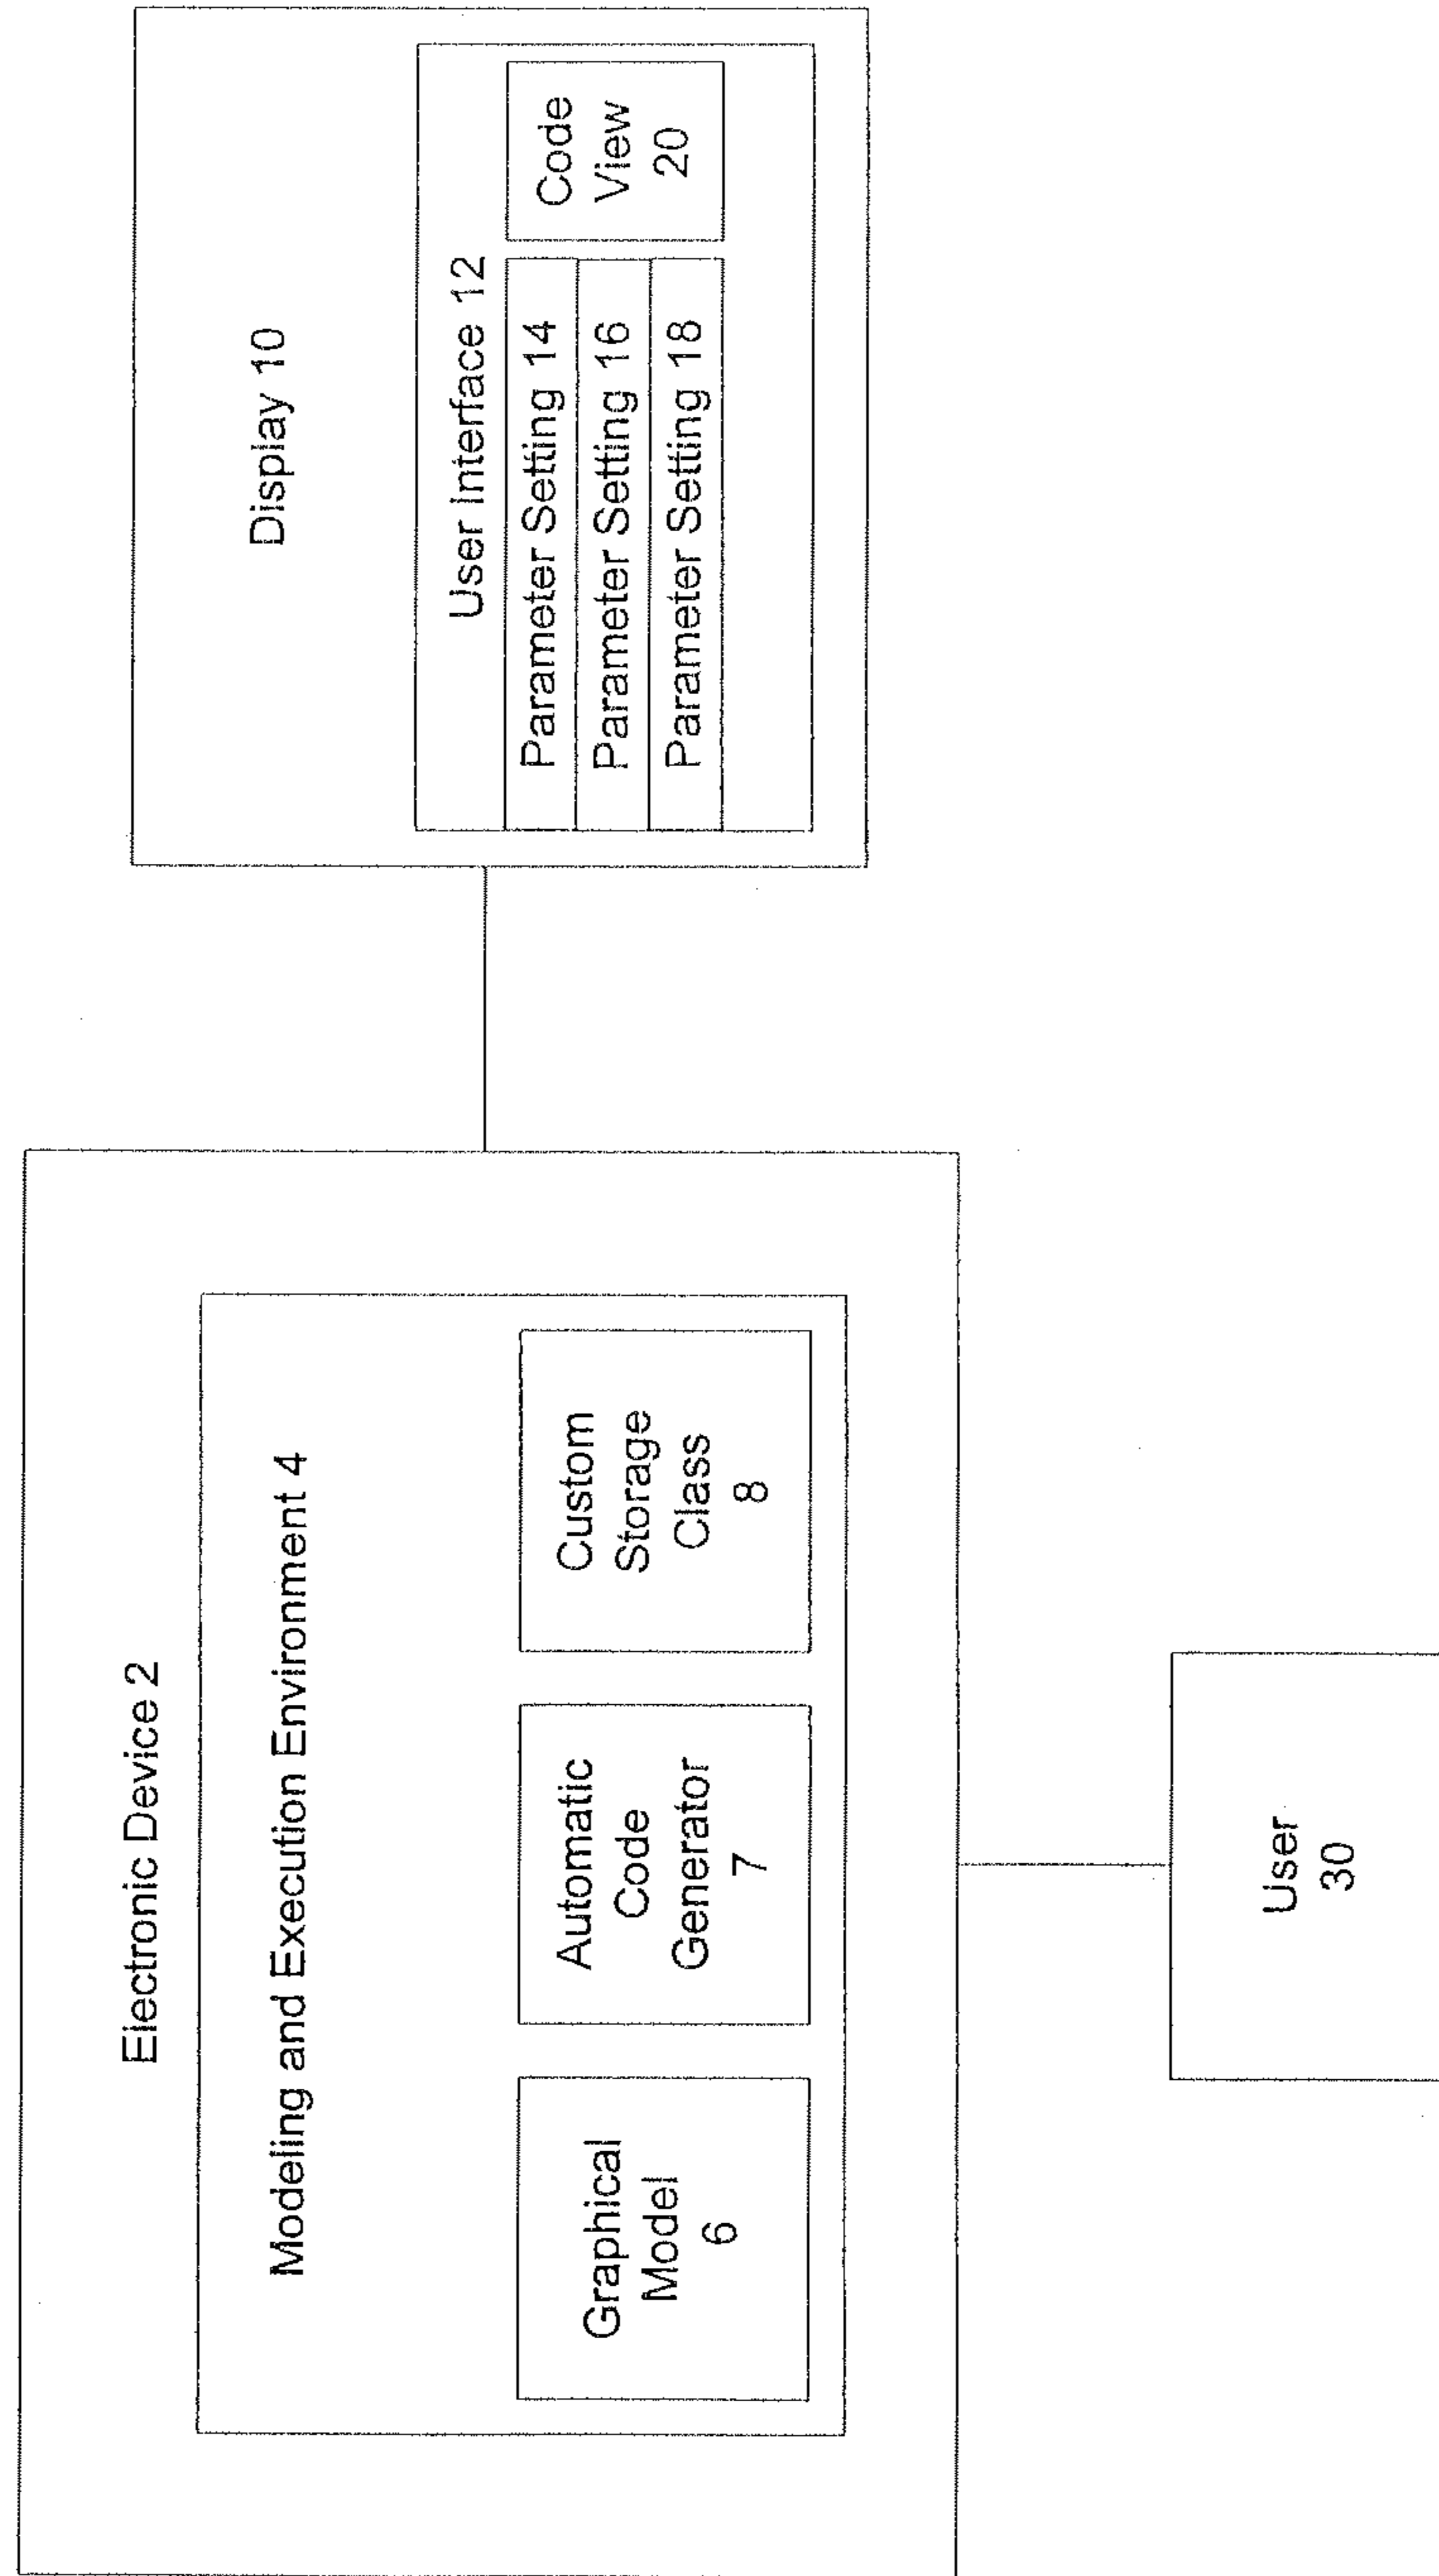 Electronic Device 2
Modeling and Execution Environment 4
Graphical
Model
6
Automatic
Code
Generator
7
Custom
Storage
Class
8
Display 10
User Interface 12
Parameter Setting 14
Parameter Setting 16
Parameter Setting 18
Code
View
20
User
30